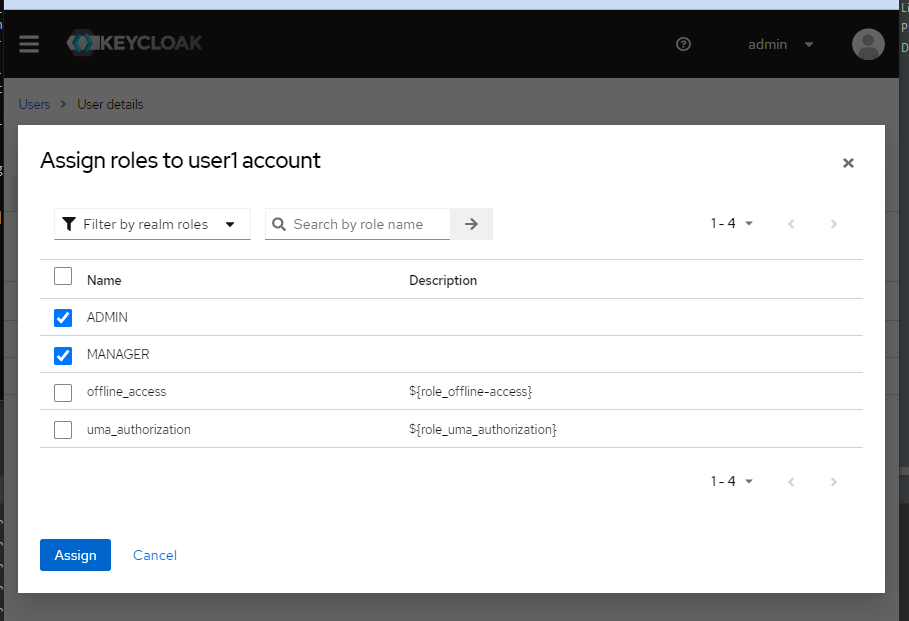 KEYCLOAK
admin
Users > User details
Assign roles to user1 account
Filter by realm roles
Search by role name
1 - 4
Name Description
ADMIN
MANAGER
offline_access ${role_offline-access}
uma_authorization ${role_uma_authorization}
1 - 4
Assign Cancel